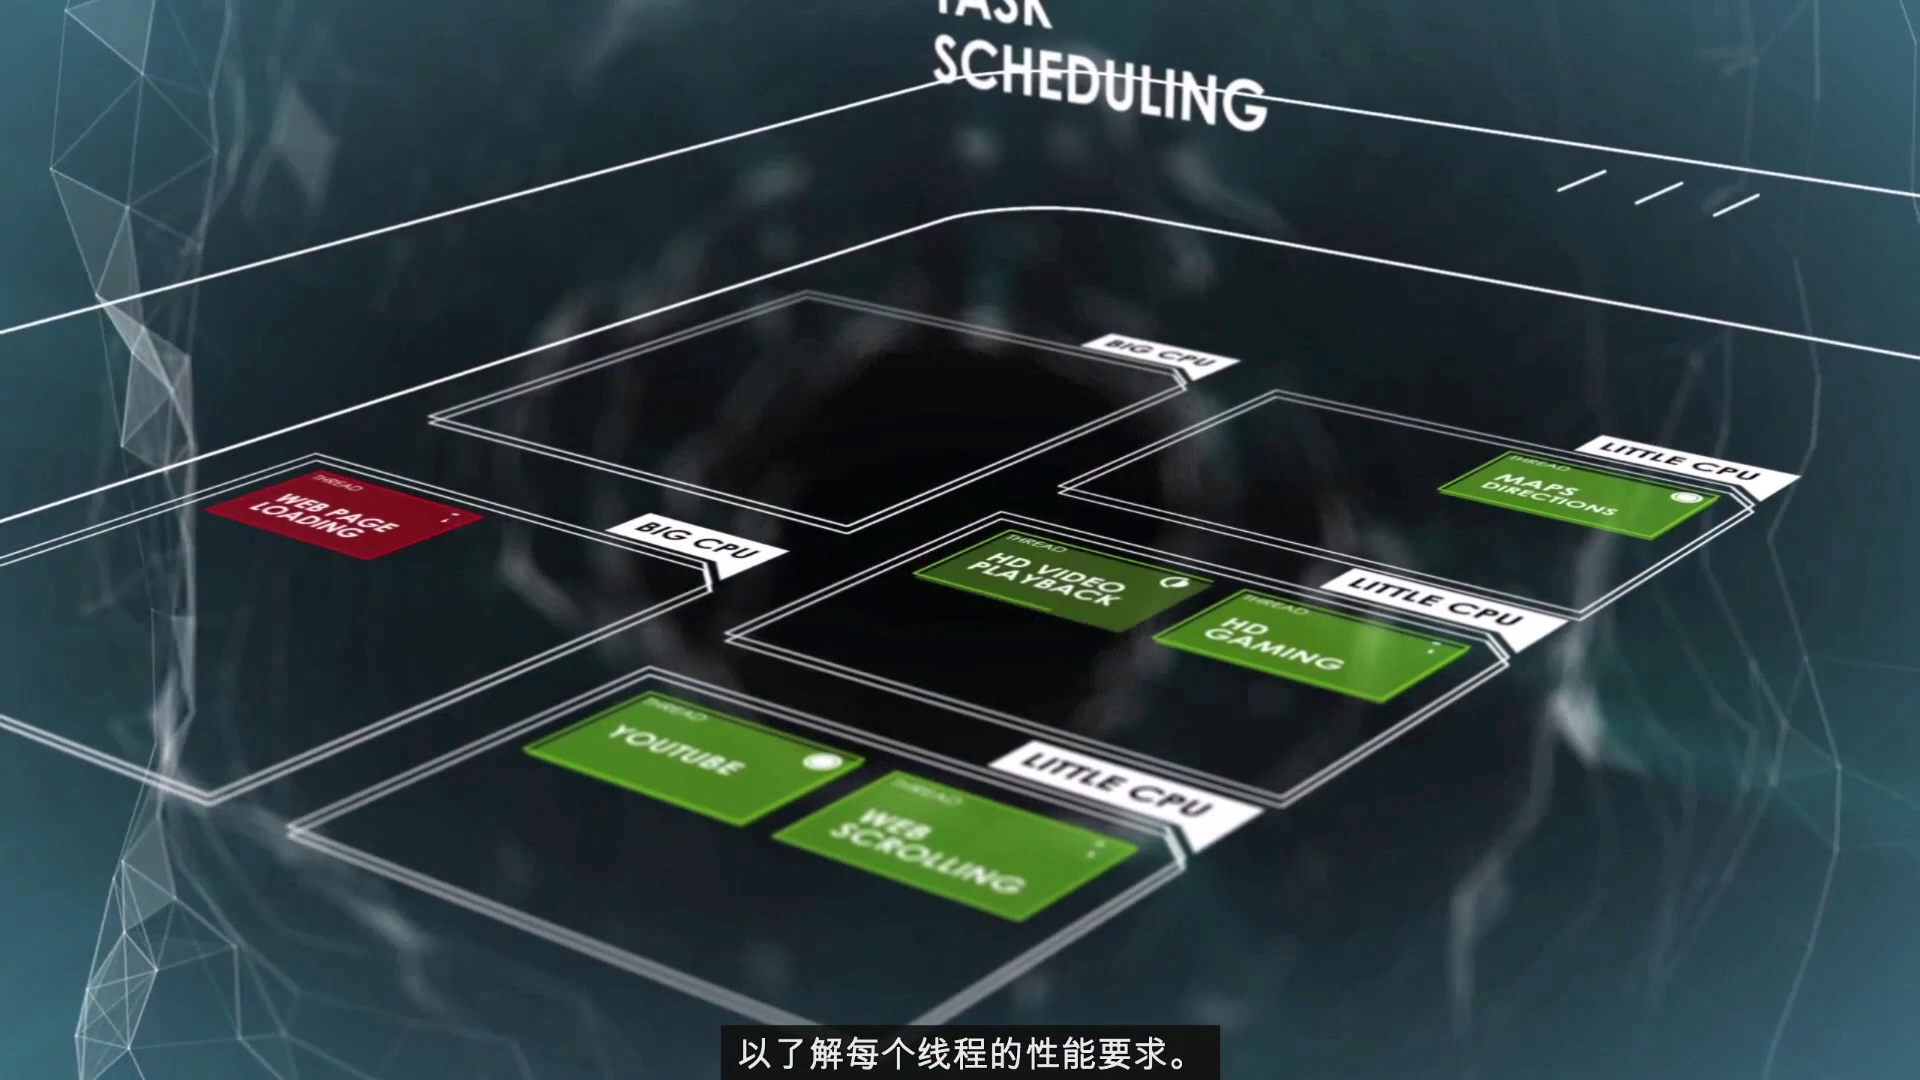 TASK
SCHEDULING
BIG CPU
LITTLE CPU
THREAD
MAPS
DIRECTIONS
THREAD
WEB PAGE
LOADING
BIG CPU
THREAD
HD VIDEO
PLAYBACK
LITTLE CPU
THREAD
HD
GAMING
THREAD
YOUTUBE
LITTLE CPU
THREAD
WEB
SCROLLING
以了解每个线程的性能要求。